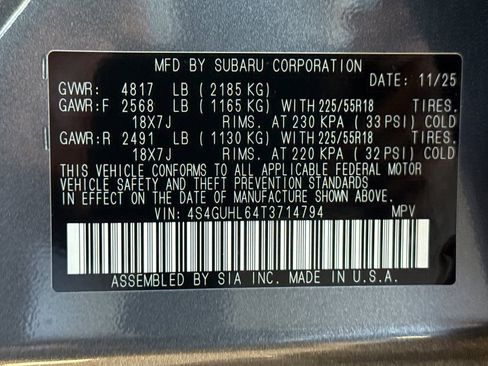 MFD BY SUBARU CORPORATION
DATE: 11/25
GVWR: 4817 LB (2185 KG)
GAWR:F 2568 LB (1165 KG) WITH 225/55R18 TIRES.
18X7J RIMS. AT 230 KPA (33 PSI) COLD
GAWR:R 2491 LB (1130 KG) WITH 225/55R18 TIRES.
18X7J RIMS. AT 220 KPA (32 PSI) COLD
THIS VEHICLE CONFORMS TO ALL APPLICABLE FEDERAL MOTOR
VEHICLE SAFETY AND THEFT PREVENTION STANDARDS
IN EFFECT ON THE DATE OF MANUFACTURE SHOWN ABOVE.
VIN: 4S4GUHL64T3714794 MPV
ASSEMBLED BY SIA INC. MADE IN U.S.A.